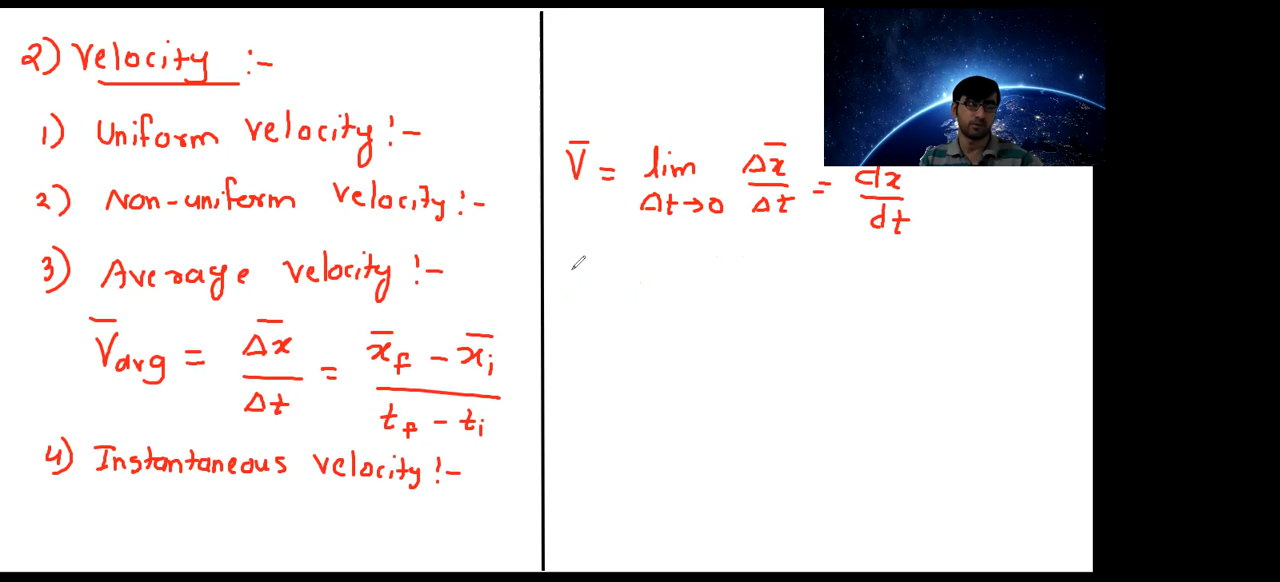 2) Velocity :-
1) Uniform velocity :-
2) Non-uniform velocity :-
3) Average velocity :-
V̅avg = Δx̅/Δt = (x̅f - x̅i)/(tf - ti)
4) Instantaneous velocity :-
V̅ = lim Δt→0 Δx̅/Δt = dx/dt